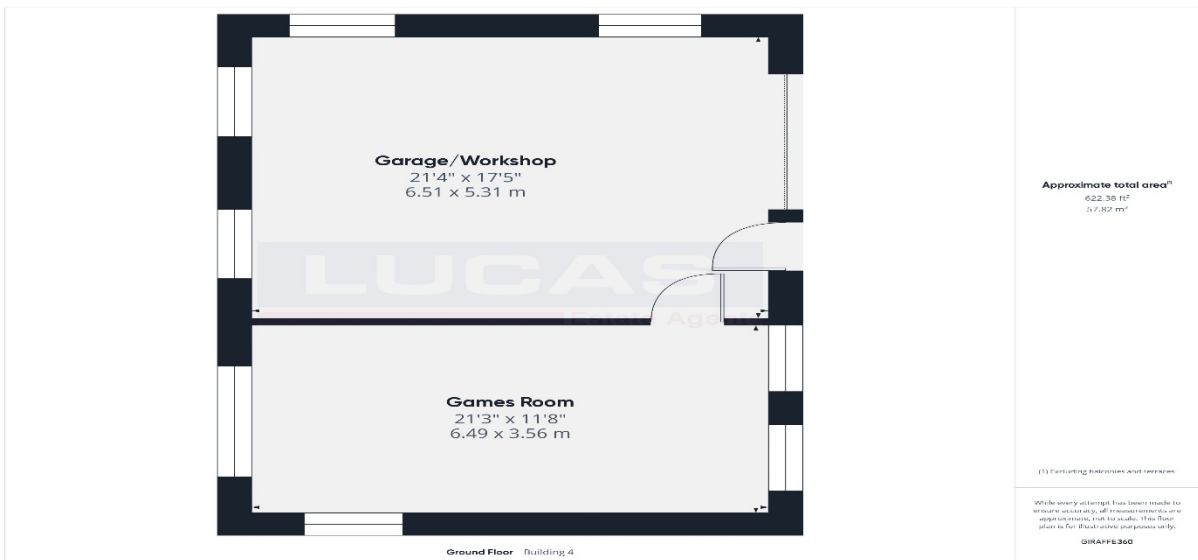 Garage/Workshop
21'4" x 17'5"
6.51 x 5.31 m
LUCAS
Estate Agents
Games Room
21'3" x 11'8"
6.49 x 3.56 m
Ground Floor Building 4
Approximate total area(1)
622.38 ft²
57.82 m²
(1) Excluding balconies and terraces
While every attempt has been made to
ensure accuracy, all measurements are
approximate, not to scale. This floor
plan is for illustrative purposes only.
GIRAFFE360